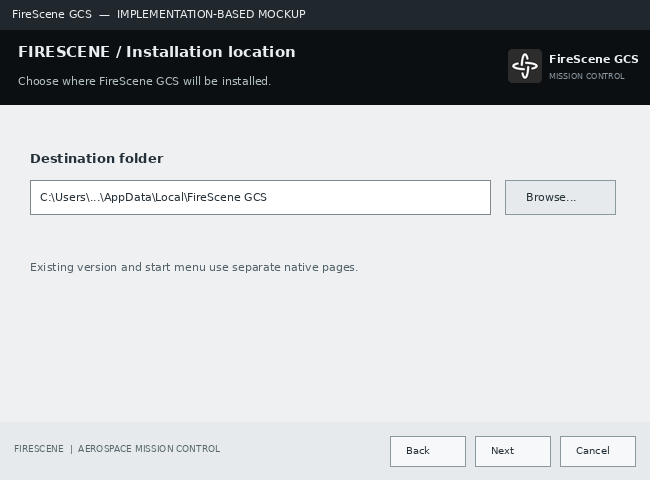 FireScene GCS — IMPLEMENTATION-BASED MOCKUP
FIRESCENE / Installation location
Choose where FireScene GCS will be installed.
FireScene GCS
MISSION CONTROL
Destination folder
C:\Users\...\AppData\Local\FireScene GCS
Browse...
Existing version and start menu use separate native pages.
FIRESCENE | AEROSPACE MISSION CONTROL
Back
Next
Cancel